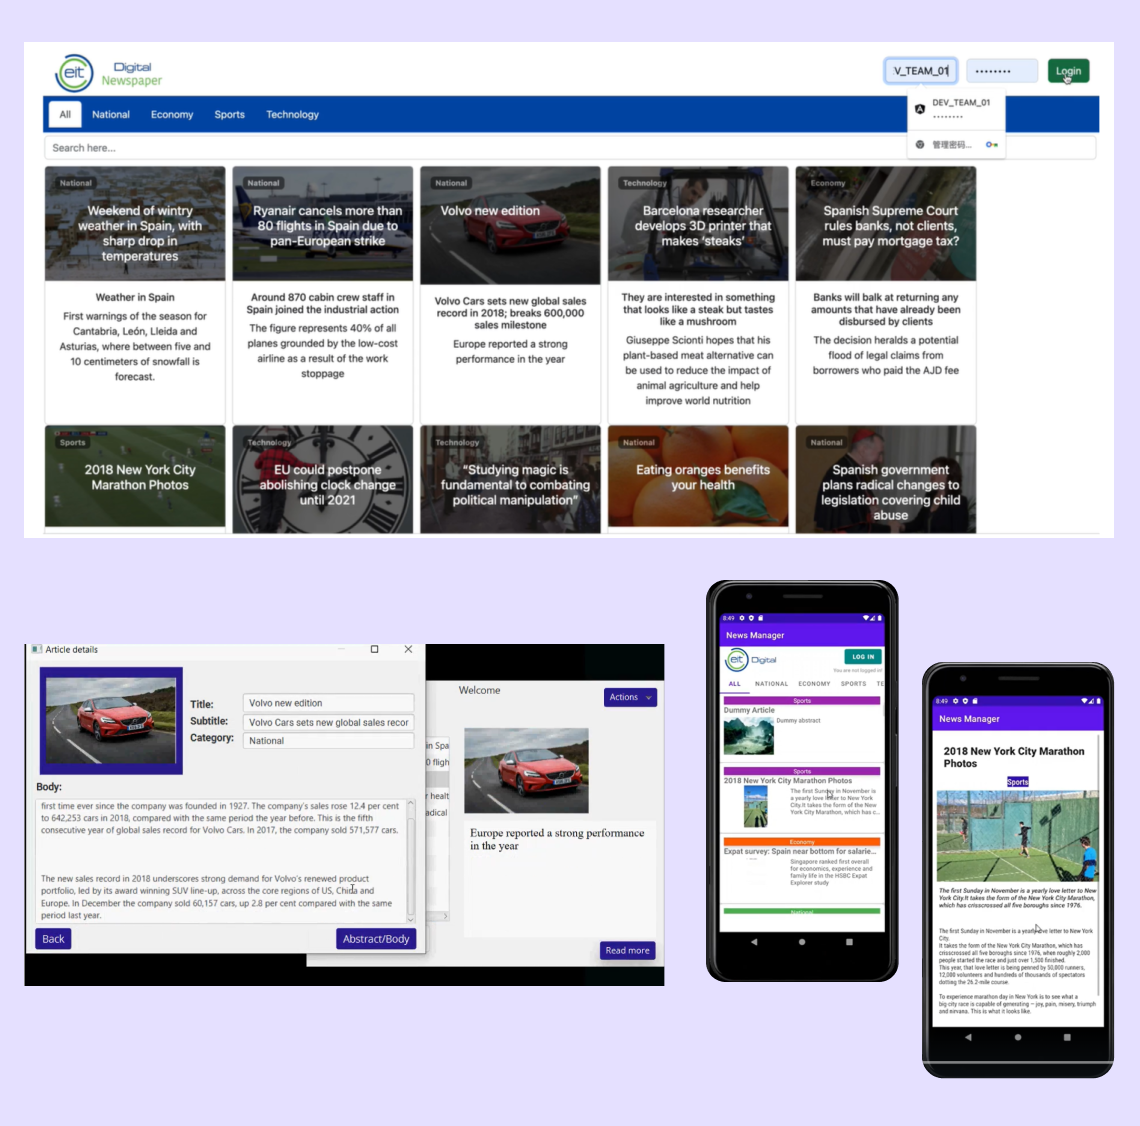 eit Digital
Newspaper
V_TEAM_01
••••••••
Login
DEV_TEAM_01
••••••••
管理密码...
All
National
Economy
Sports
Technology
Search here...
National
Weekend of wintry
weather in Spain, with
sharp drop in
temperatures
Weather in Spain
First warnings of the season for
Cantabria, León, Lleida and
Asturias, where between five and
10 centimeters of snowfall is
forecast.
National
Ryanair cancels more than
80 flights in Spain due to
pan-European strike
Around 870 cabin crew staff in
Spain joined the industrial action
The figure represents 40% of all
planes grounded by the low-cost
airline as a result of the work
stoppage
National
Volvo new edition
Volvo Cars sets new global sales
record in 2018; breaks 600,000
sales milestone
Europe reported a strong
performance in the year
Technology
Barcelona researcher
develops 3D printer that
makes 'steaks'
They are interested in something
that looks like a steak but tastes
like a mushroom
Giuseppe Scionti hopes that his
plant-based meat alternative can
be used to reduce the impact of
animal agriculture and help
improve world nutrition
Economy
Spanish Supreme Court
rules banks, not clients,
must pay mortgage tax?
Banks will balk at returning any
amounts that have already been
disbursed by clients
The decision heralds a potential
flood of legal claims from
borrowers who paid the AJD fee
Sports
2018 New York City
Marathon Photos
Technology
EU could postpone
abolishing clock change
until 2021
Technology
"Studying magic is
fundamental to combating
political manipulation"
National
Eating oranges benefits
your health
National
Spanish government
plans radical changes to
legislation covering child
abuse
Article details
Title:
Volvo new edition
Subtitle:
Volvo Cars sets new global sales recor
Category:
National
Body:
first time ever since the company was founded in 1927. The company's sales rose 12.4 per cent
to 642,253 cars in 2018, compared with the same period the year before. This is the fifth
consecutive year of global sales record for Volvo Cars. In 2017, the company sold 571,577 cars.
The new sales record in 2018 underscores strong demand for Volvo's renewed product
portfolio, led by its award winning SUV line-up, across the core regions of US, China and
Europe. In December the company sold 60,157 cars, up 2.8 per cent compared with the same
period last year.
Back
Abstract/Body
Welcome
Actions
in Spa
0 fligh
r healt
adical
Europe reported a strong performance
in the year
Read more
8:49
News Manager
eit Digital
LOG IN
You are not logged in!
ALL
NATIONAL
ECONOMY
SPORTS
TE
Sports
Dummy Article
Dummy abstract
Sports
2018 New York City Marathon Photos
The first Sunday in November is
a yearly love letter to New York
City.It takes the form of the New
York City Marathon, which has c...
Economy
Expat survey: Spain near bottom for salarie...
Singapore ranked first overall
for economics, experience and
family life in the HSBC Expat
Explorer study
National
8:49
News Manager
2018 New York City Marathon
Photos
Sports
The first Sunday in November is a yearly love letter to New
York City.It takes the form of the New York City Marathon,
which has crisscrossed all five boroughs since 1976.
The first Sunday in November is a yearly love letter to New York
City.
It takes the form of the New York City Marathon, which has
crisscrossed all five boroughs since 1976, when roughly 2,000
people started the race and just over 1,500 finished.
This year, that love letter is being penned by 50,000 runners,
12,000 volunteers and hundreds of thousands of spectators
dotting the 26.2-mile course.
To experience marathon day in New York is to see what a
big-city race is capable of generating — joy, pain, misery, triumph
and nirvana. This is what it looks like.